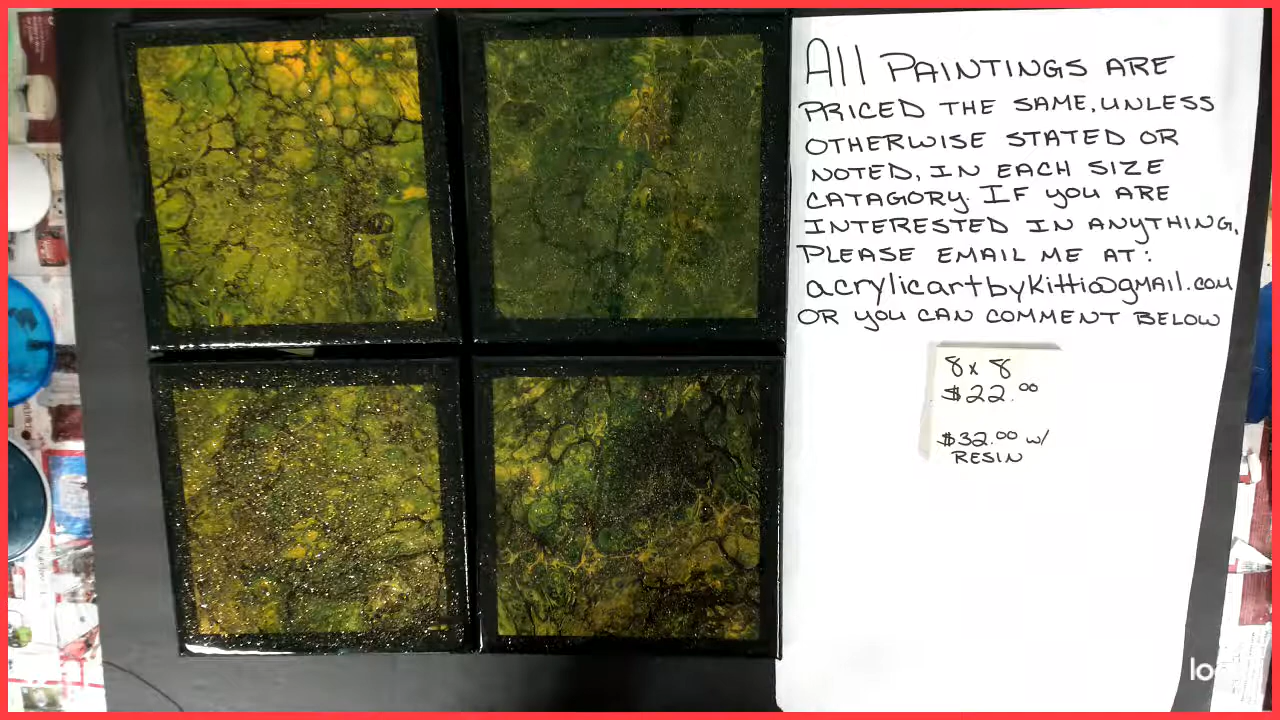 All PAINTINGS ARE
PRICED THE SAME, UNLESS
OTHERWISE STATED OR
NOTED, IN EACH SIZE
CATAGORY. IF YOU ARE
INTERESTED IN ANYTHING,
PLEASE EMAIL ME AT:
acrylicartbykitti@gmail.com
OR YOU CAN COMMENT BELOW
8 x 8
$22.00
$32.00 w/
RESIN